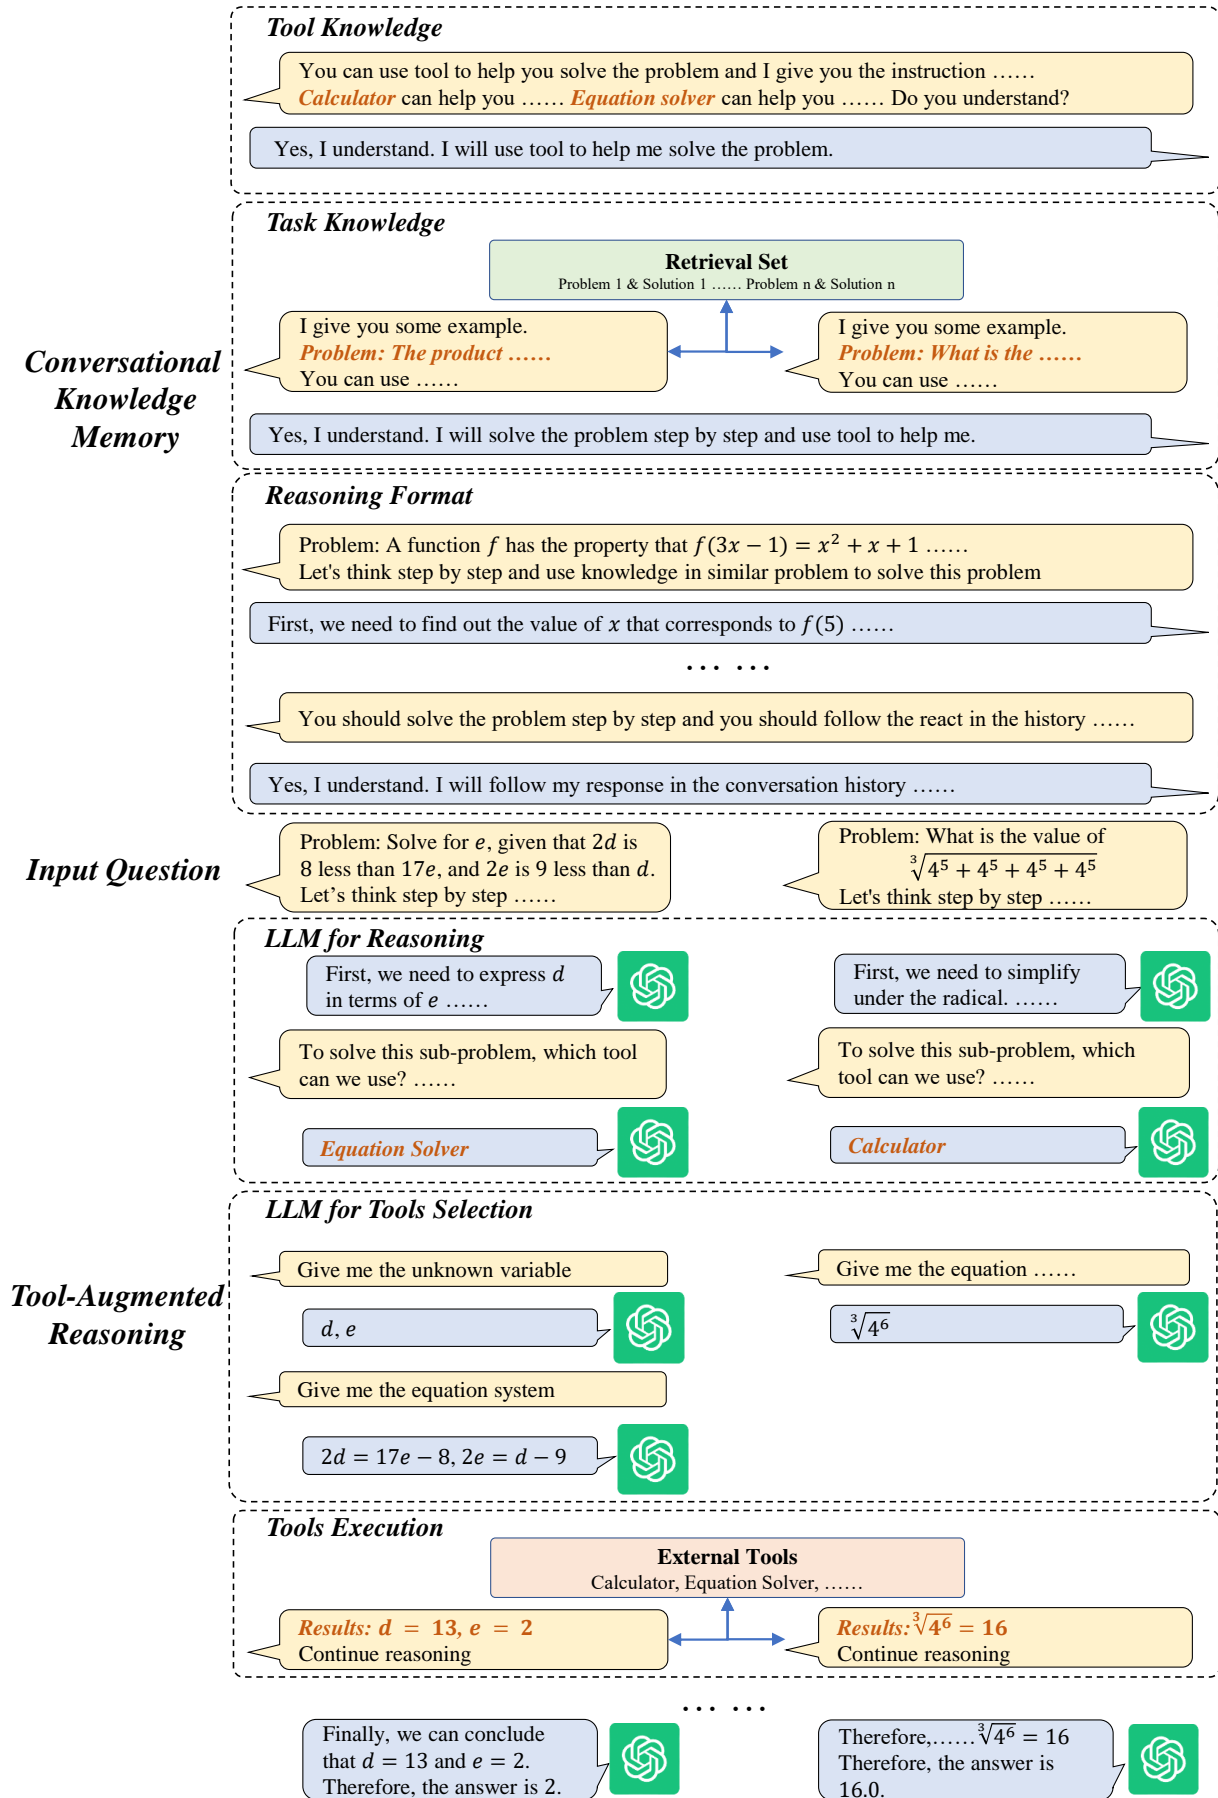 Tool Knowledge
You can use tool to help you solve the problem and I give you the instruction ……
Calculator can help you …… Equation solver can help you …… Do you understand?
Yes, I understand. I will use tool to help me solve the problem.
Task Knowledge
Retrieval Set
Problem 1 & Solution 1 …… Problem n & Solution n
I give you some example.
Problem: The product ……
You can use ……
I give you some example.
Problem: What is the ……
You can use ……
Conversational
Knowledge
Memory
Yes, I understand. I will solve the problem step by step and use tool to help me.
Reasoning Format
Problem: A function f has the property that f(3x − 1) = x² + x + 1 ……
Let's think step by step and use knowledge in similar problem to solve this problem
First, we need to find out the value of x that corresponds to f(5) ……
… …
You should solve the problem step by step and you should follow the react in the history ……
Yes, I understand. I will follow my response in the conversation history ……
Input Question
Problem: Solve for e, given that 2d is
8 less than 17e, and 2e is 9 less than d.
Let’s think step by step ……
Problem: What is the value of
∛(4⁵ + 4⁵ + 4⁵ + 4⁵)
Let's think step by step ……
LLM for Reasoning
First, we need to express d
in terms of e ……
First, we need to simplify
under the radical. ……
To solve this sub-problem, which tool
can we use? ……
To solve this sub-problem, which
tool can we use? ……
Equation Solver
Calculator
LLM for Tools Selection
Tool-Augmented
Reasoning
Give me the unknown variable
Give me the equation ……
d, e
∛4⁶
Give me the equation system
2d = 17e − 8, 2e = d − 9
Tools Execution
External Tools
Calculator, Equation Solver, ……
Results: d = 13, e = 2
Continue reasoning
Results: ∛4⁶ = 16
Continue reasoning
… …
Finally, we can conclude
that d = 13 and e = 2.
Therefore, the answer is 2.
Therefore,…… ∛4⁶ = 16
Therefore, the answer is
16.0.